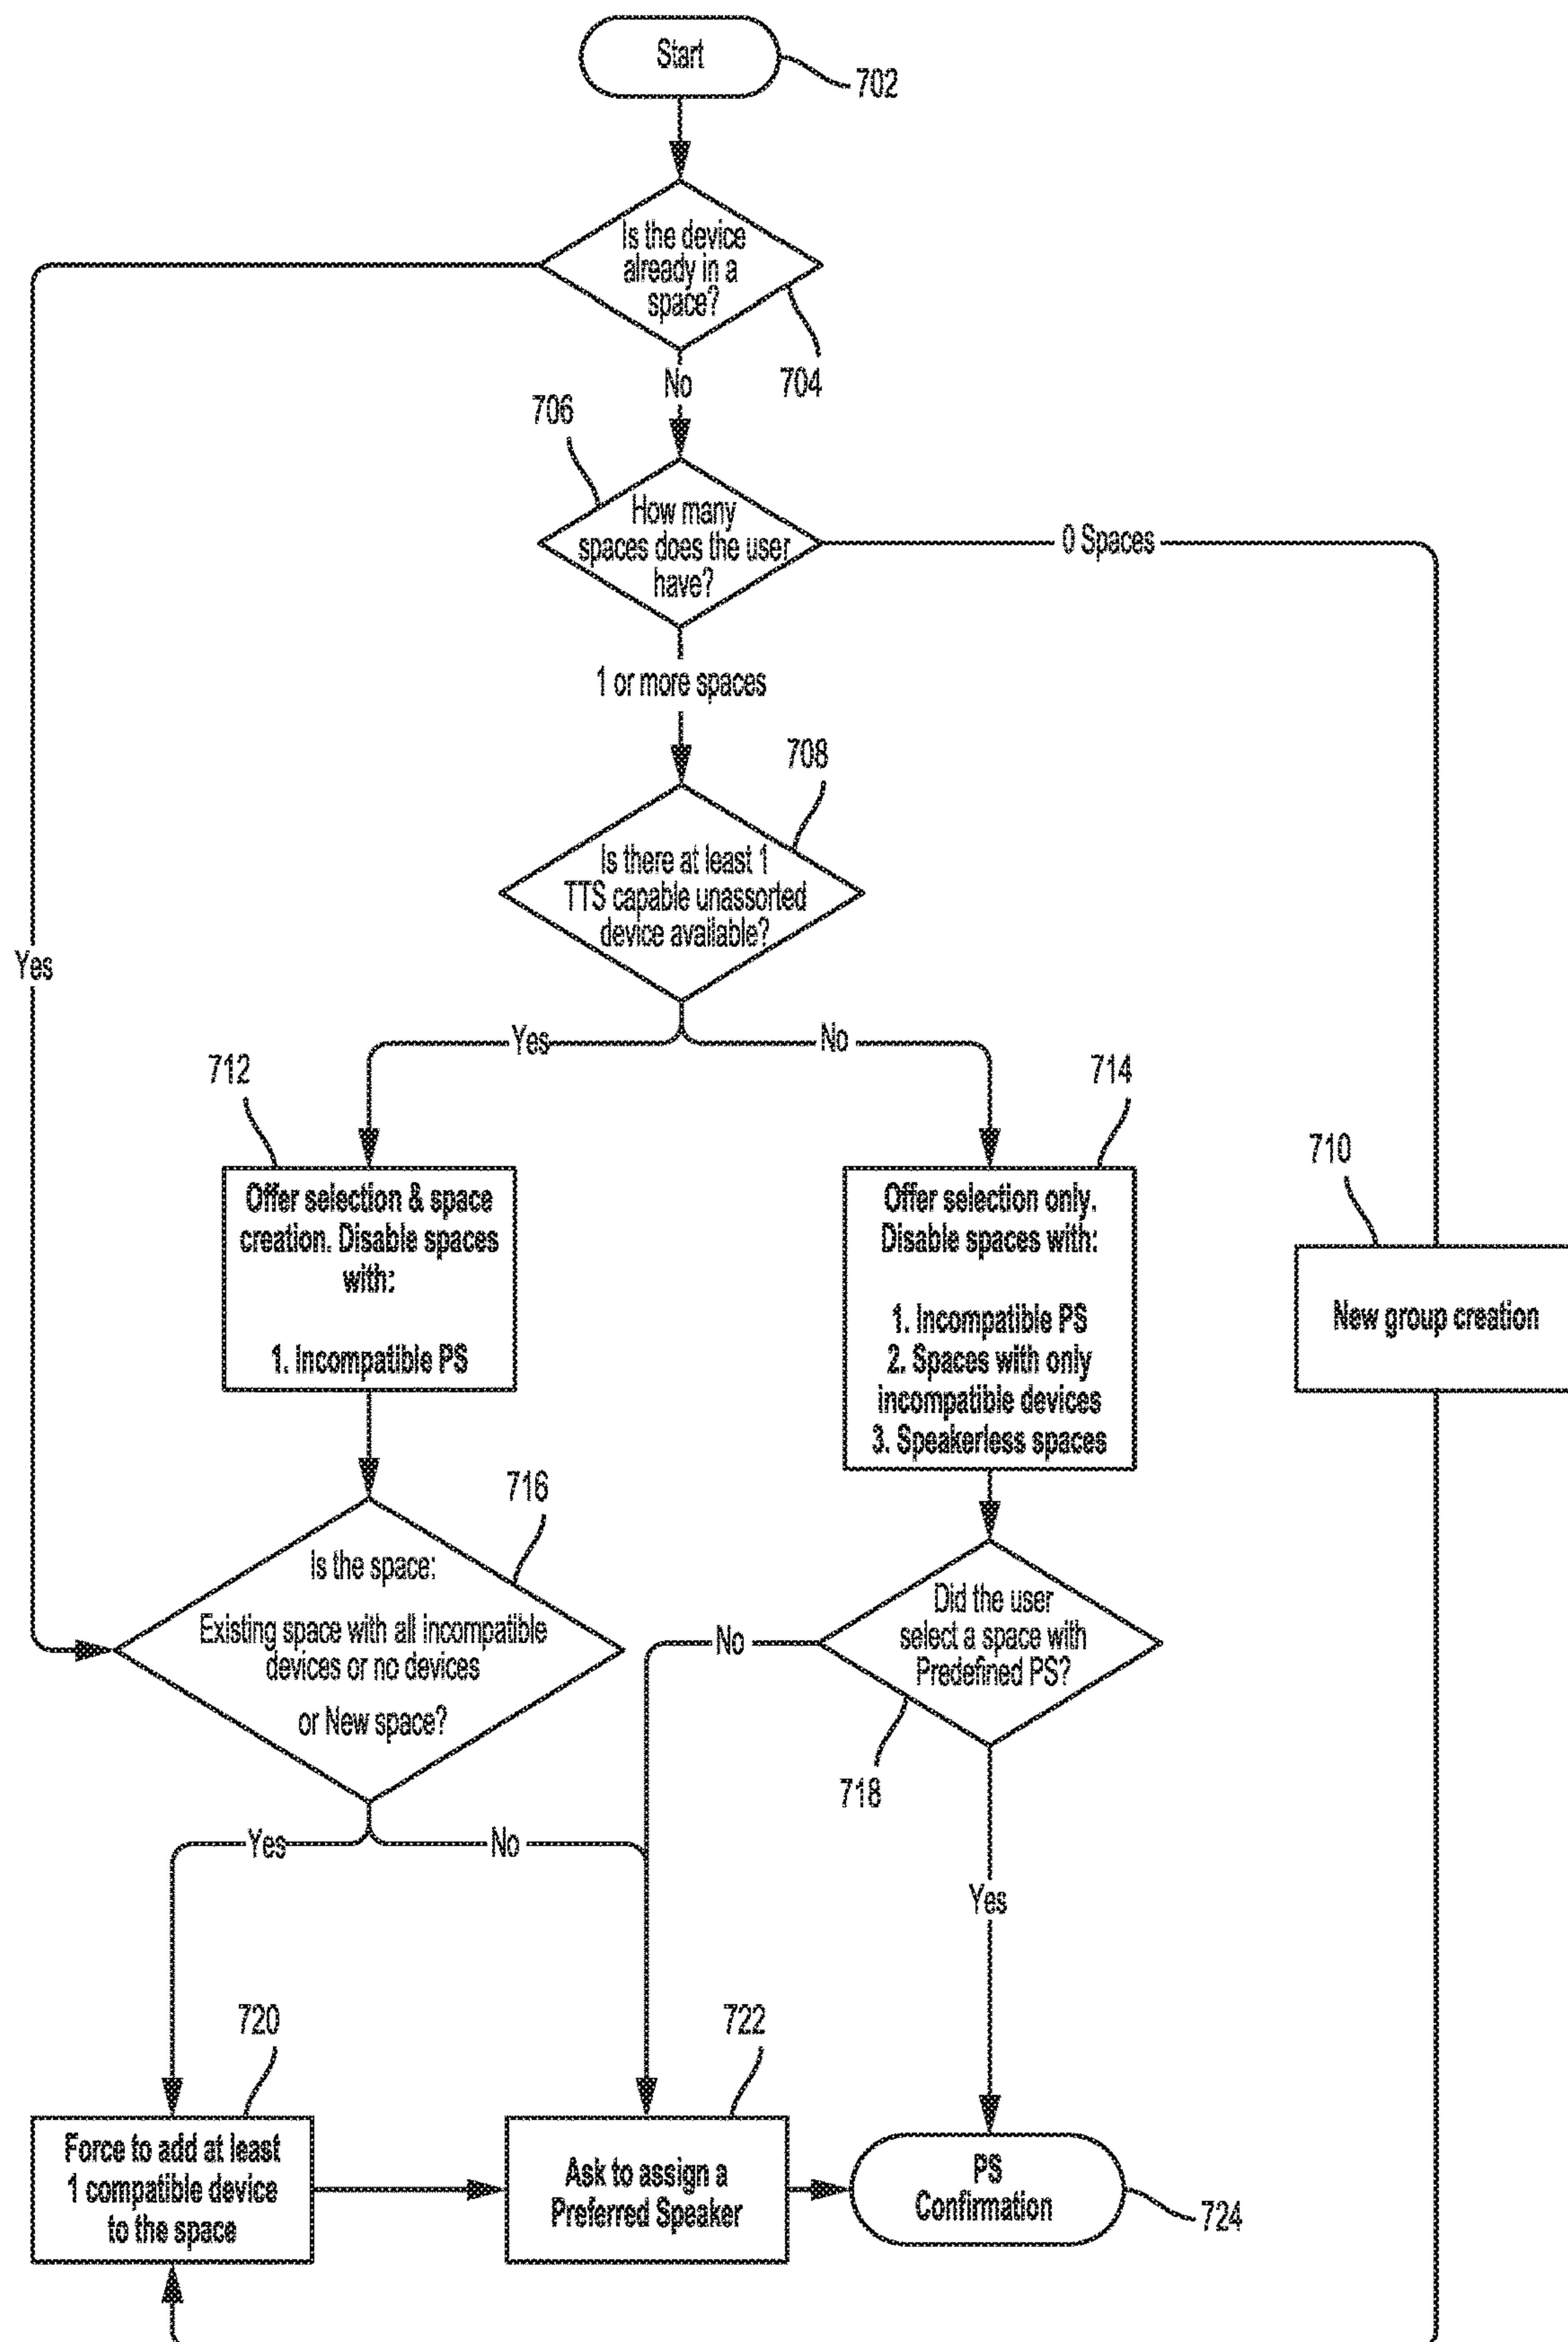 Start
702
Is the device
already in a
space?
704
No
706
How many
spaces does the user
have?
0 Spaces
1 or more spaces
708
Is there at least 1
TTS capable unassorted
device available?
Yes
Yes
No
712
714
Offer selection & space
creation. Disable spaces
with:
1. Incompatible PS
Offer selection only.
Disable spaces with:
1. Incompatible PS
2. Spaces with only
incompatible devices
3. Speakerless spaces
710
New group creation
716
Is the space:
Existing space with all incompatible
devices or no devices
or New space?
No
Did the user
select a space with
Predefined PS?
718
Yes
No
Yes
720
722
Force to add at least
1 compatible device
to the space
Ask to assign a
Preferred Speaker
PS
Confirmation
724